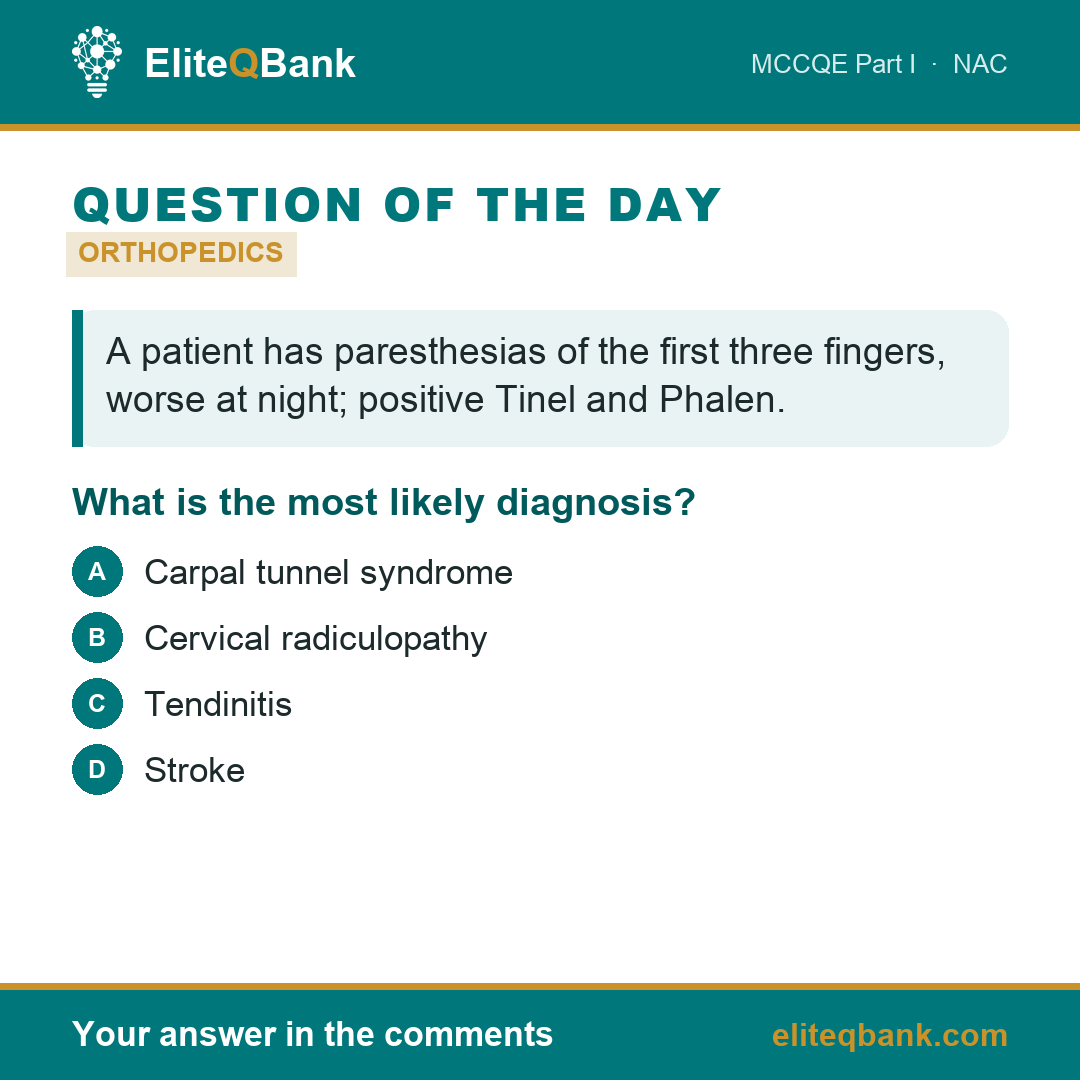 EliteQBank
MCCQE Part I · NAC
QUESTION OF THE DAY
ORTHOPEDICS
A patient has paresthesias of the first three fingers,
worse at night; positive Tinel and Phalen.
What is the most likely diagnosis?
A Carpal tunnel syndrome
B Cervical radiculopathy
C Tendinitis
D Stroke
Your answer in the comments
eliteqbank.com